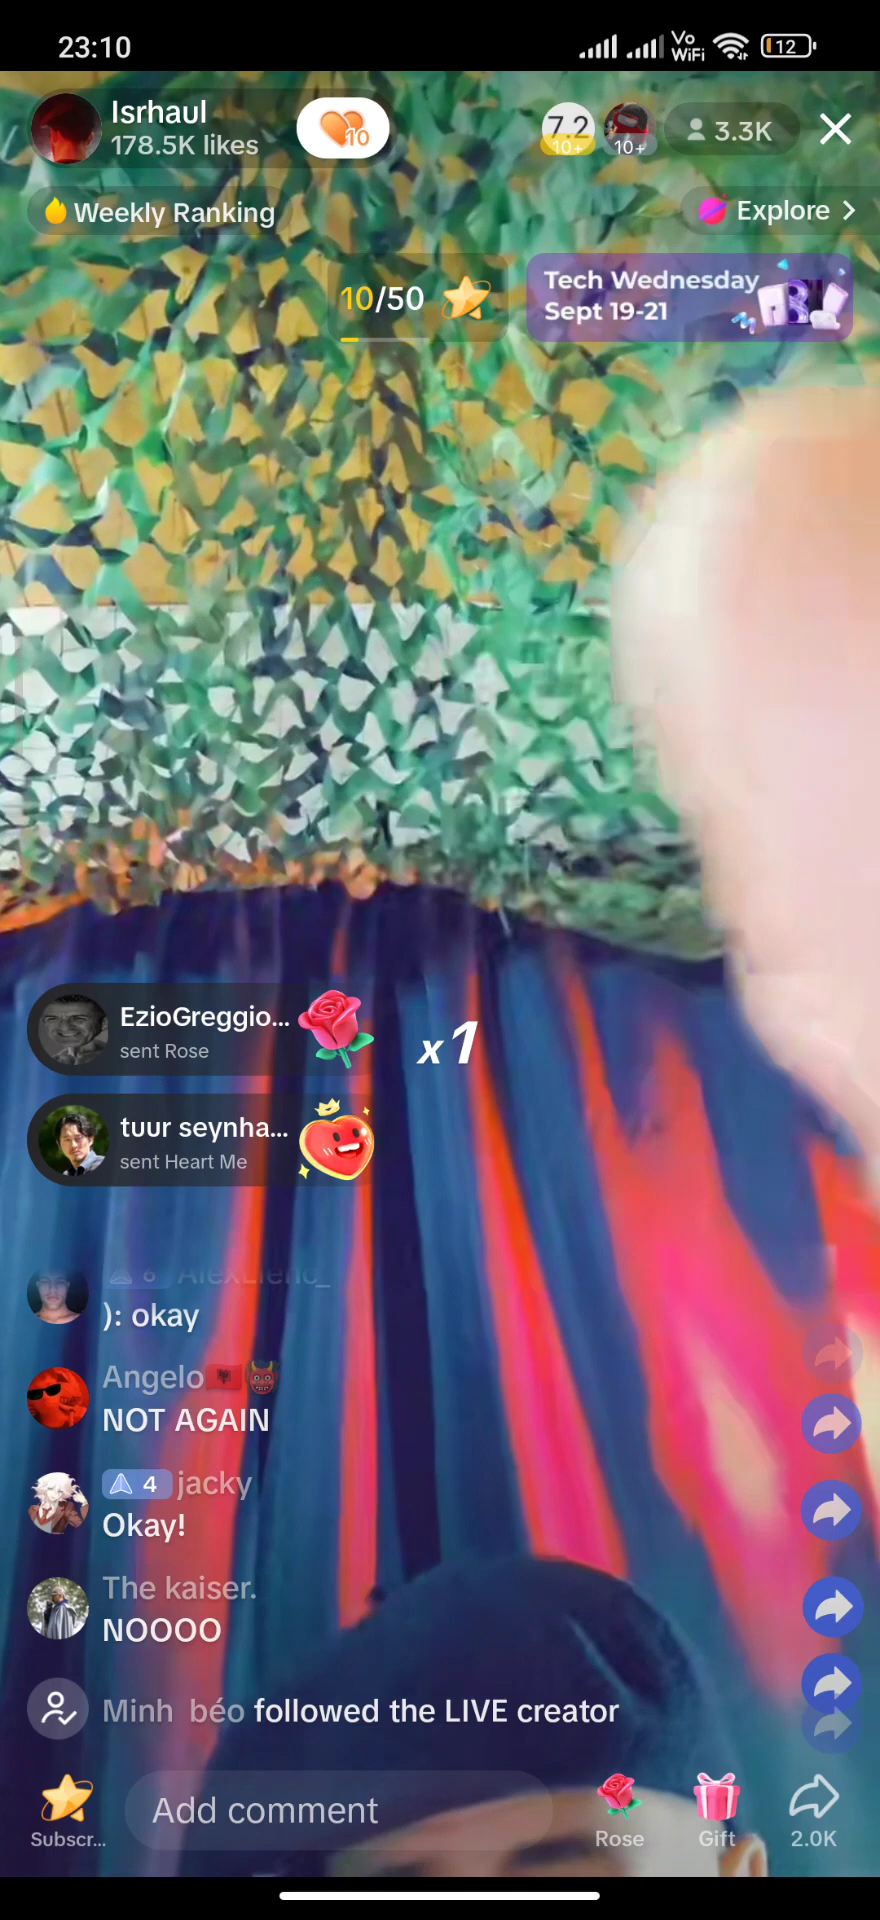 23:10
Vo
WiFi
12
Isrhaul
178.5K likes
10
7.2
10+
10+
3.3K
Weekly Ranking
Explore
10/50
Tech Wednesday
Sept 19-21
EzioGreggio...
sent Rose
x1
tuur seynha...
sent Heart Me
6
): okay
Angelo
NOT AGAIN
4 jacky
Okay!
The kaiser.
NOOOO
Minh béo followed the LIVE creator
Add comment
Subscr...
Rose
Gift
2.0K